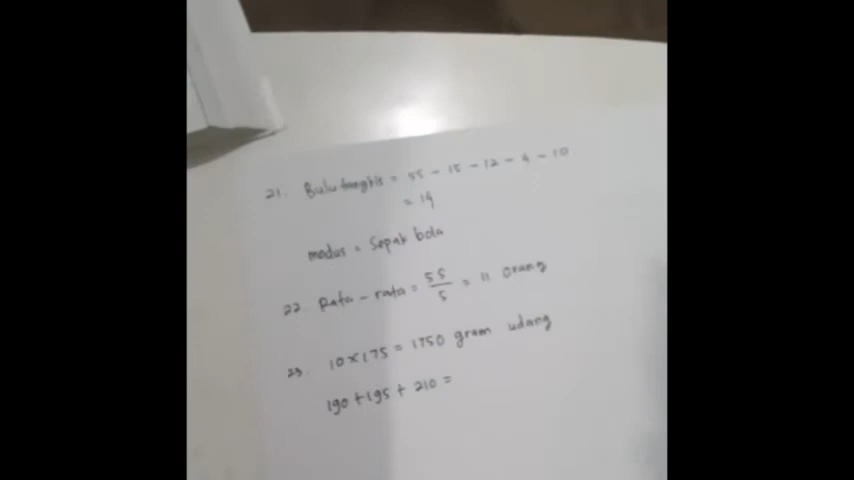 21. Bulu tangkis = 55 - 15 - 12 - 4 - 10
= 14
modus = Sepak bola
22. Rata - rata = 55/5 = 11 Orang
23. 10 x 175 = 1750 gram udang
190 + 195 + 210 =